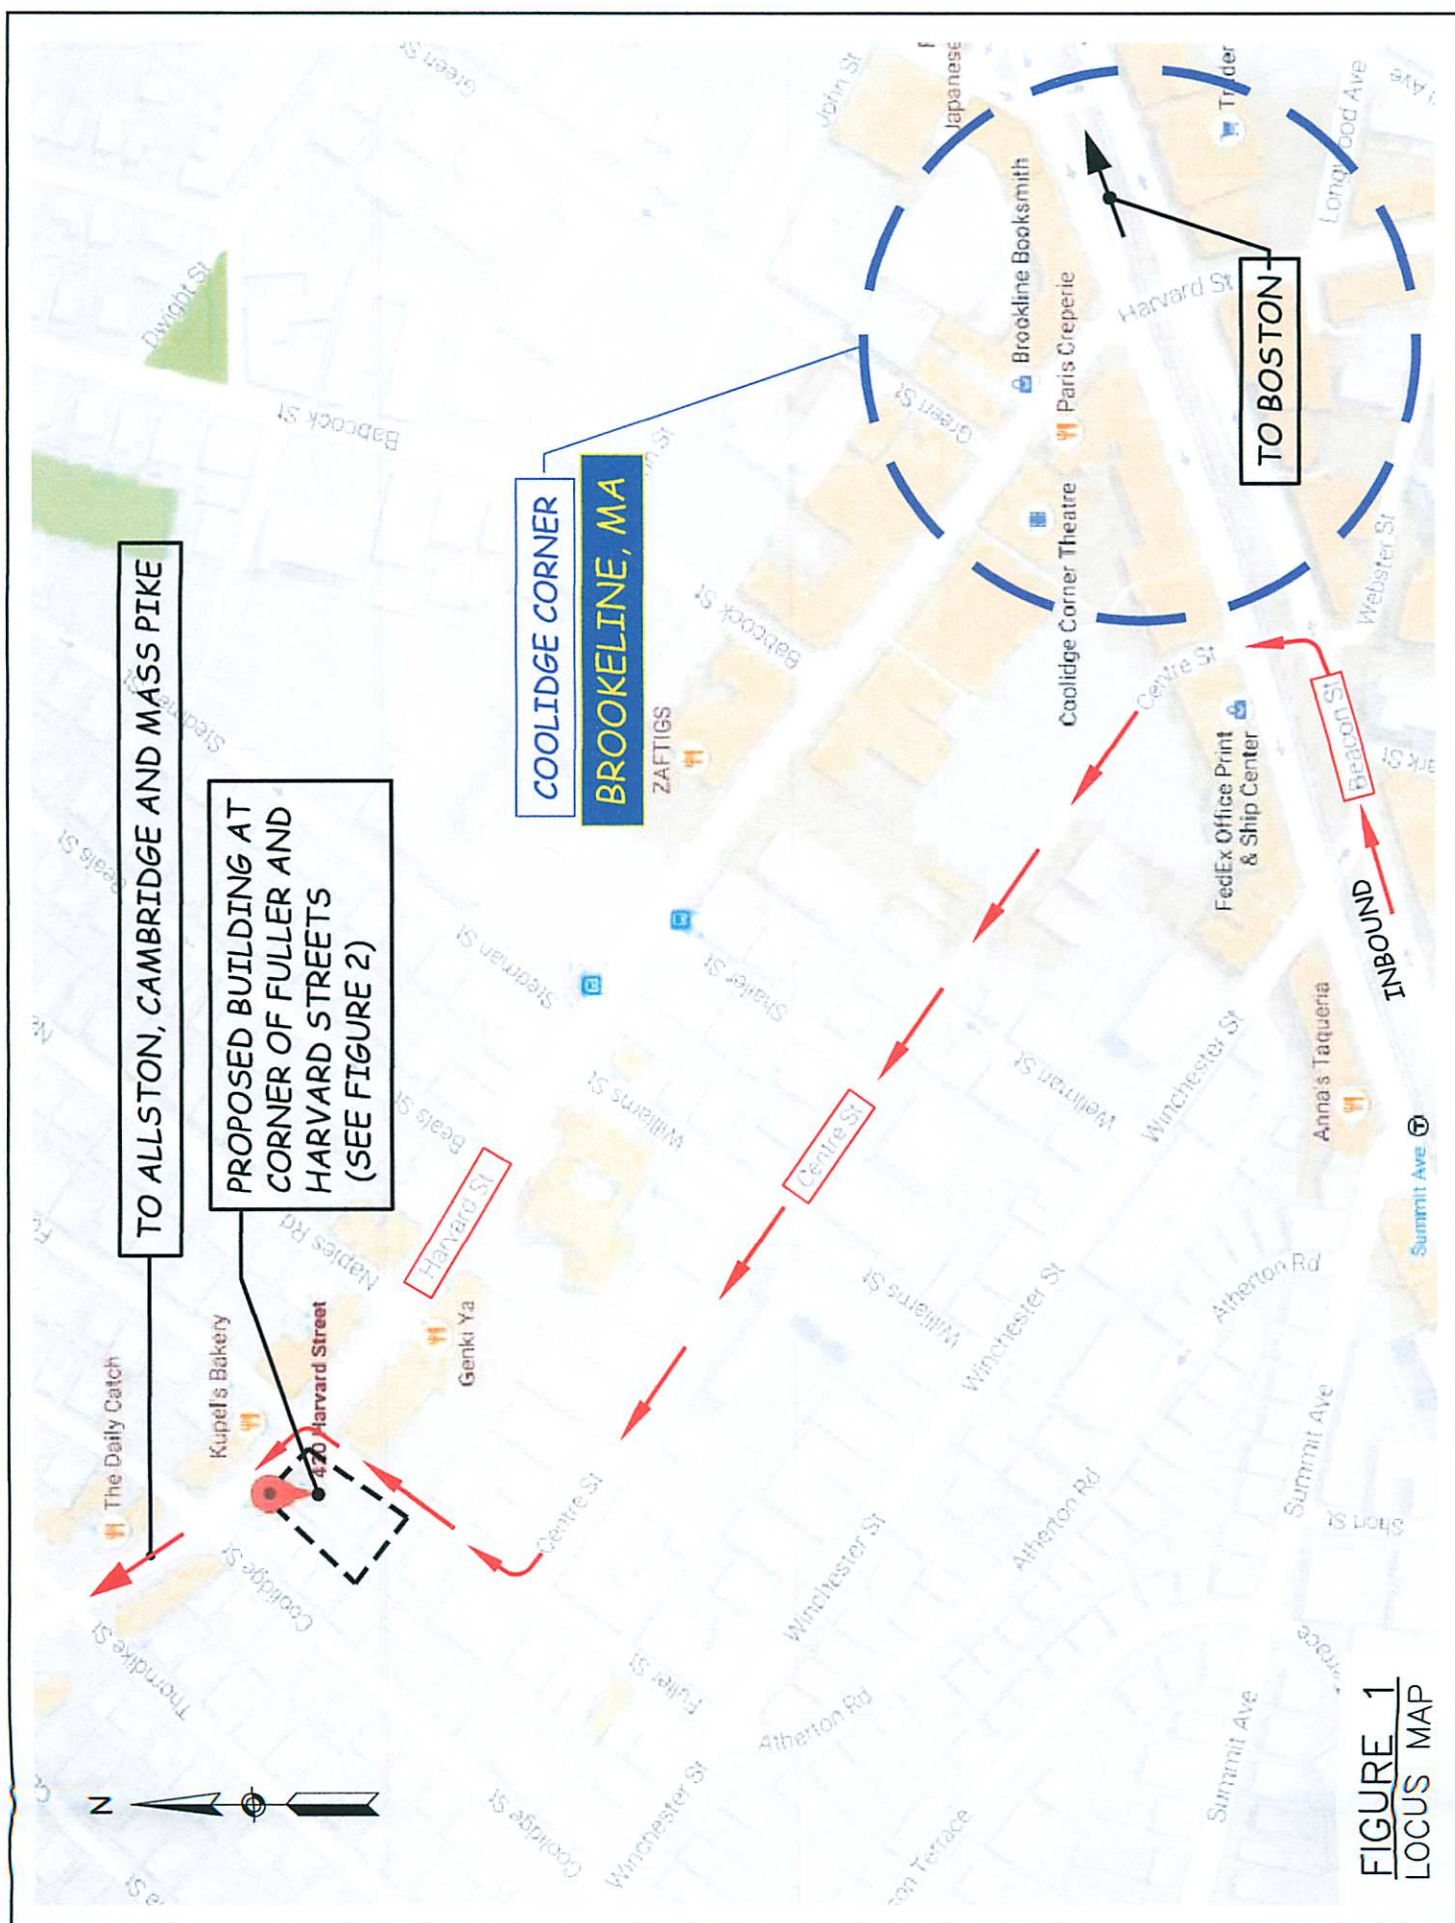 TO ALLSTON, CAMBRIDGE AND MASS PIKE
PROPOSED BUILDING AT
CORNER OF FULLER AND
HARVARD STREETS
(SEE FIGURE 2)
COOLIDGE CORNER
BROOKELINE, MA
TO BOSTON
INBOUND
N
The Daily Catch
Kupel's Bakery
420 Harvard Street
Genki Ya
Harvard St
Naples Rd
Beals St
Beals St
Stedman St
Williams St
Shailer St
ZAFTIGS
Babcock St
Babcock St
Dwight St
Green St
Green St
John St
Japanese
Brookline Booksmith
Paris Creperie
Coolidge Corner Theatre
Harvard St
Longwood Ave
Ave
Webster St
Centre St
Centre St
Centre St
FedEx Office Print
& Ship Center
Beacon St
Anna's Taqueria
Summit Ave
T
Wellman St
Winchester St
Winchester St
Winchester St
Winchester St
Williams St
Atherton Rd
Atherton Rd
Atherton Rd
Summit Ave
Summit Ave
Short St
Fuller St
Coolidge St
Coolidge St
Thorndike St
FIGURE 1
LOCUS MAP